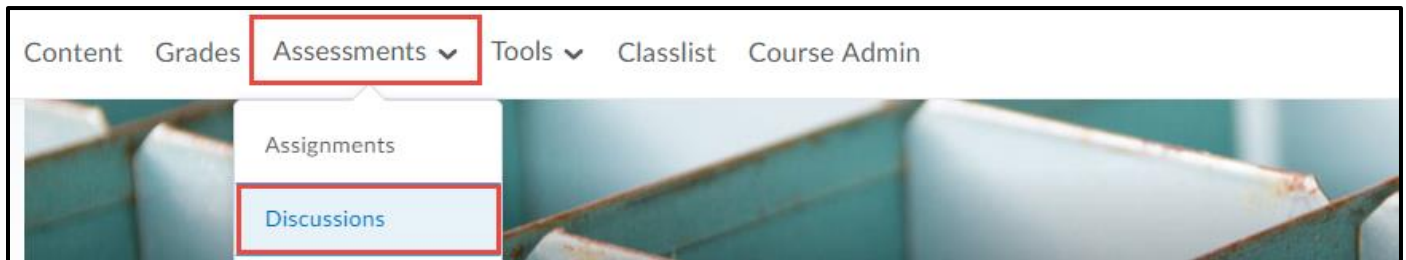 Content Grades Assessments Tools Classlist Course Admin
Assignments
Discussions